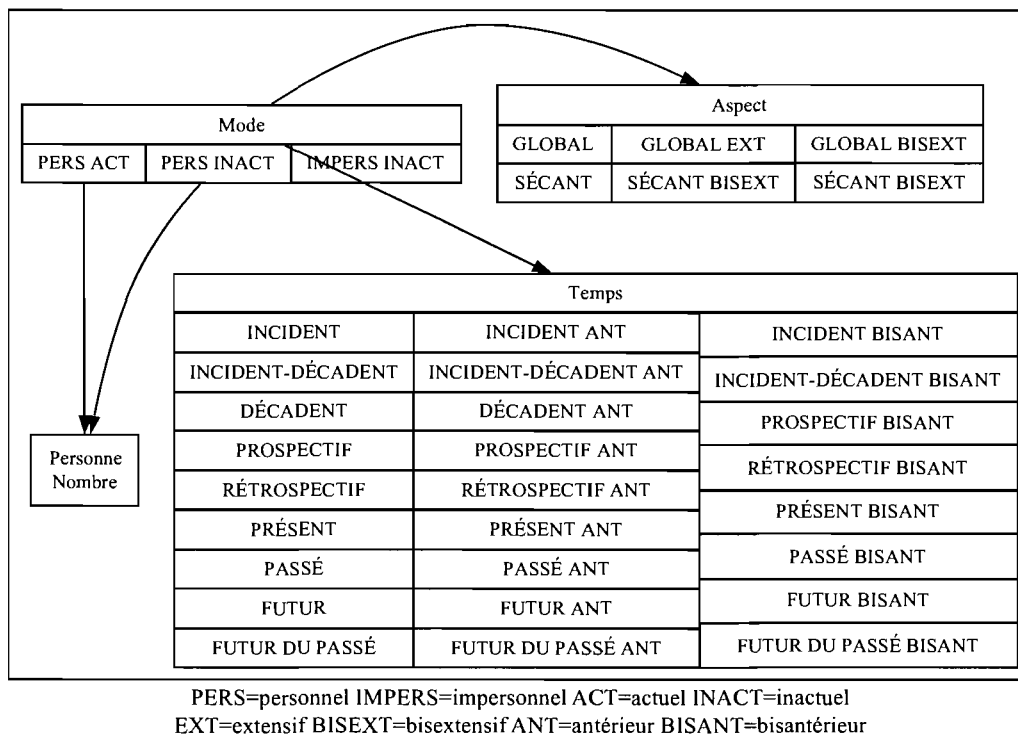 Mode
PERS ACT PERS INACT IMPERS INACT
Aspect
GLOBAL GLOBAL EXT GLOBAL BISEXT
SÉCANT SÉCANT BISEXT SÉCANT BISEXT
Personne
Nombre
Temps
INCIDENT INCIDENT ANT INCIDENT BISANT
INCIDENT-DÉCADENT INCIDENT-DÉCADENT ANT INCIDENT-DÉCADENT BISANT
DÉCADENT DÉCADENT ANT PROSPECTIF BISANT
PROSPECTIF PROSPECTIF ANT RÉTROSPECTIF BISANT
RÉTROSPECTIF RÉTROSPECTIF ANT PRÉSENT BISANT
PRÉSENT PRÉSENT ANT PASSÉ BISANT
PASSÉ PASSÉ ANT FUTUR BISANT
FUTUR FUTUR ANT FUTUR DU PASSÉ BISANT
FUTUR DU PASSÉ FUTUR DU PASSÉ ANT
PERS=personnel IMPERS=impersonnel ACT=actuel INACT=inactuel
EXT=extensif BISEXT=bisextensif ANT=antérieur BISANT=bisantérieur